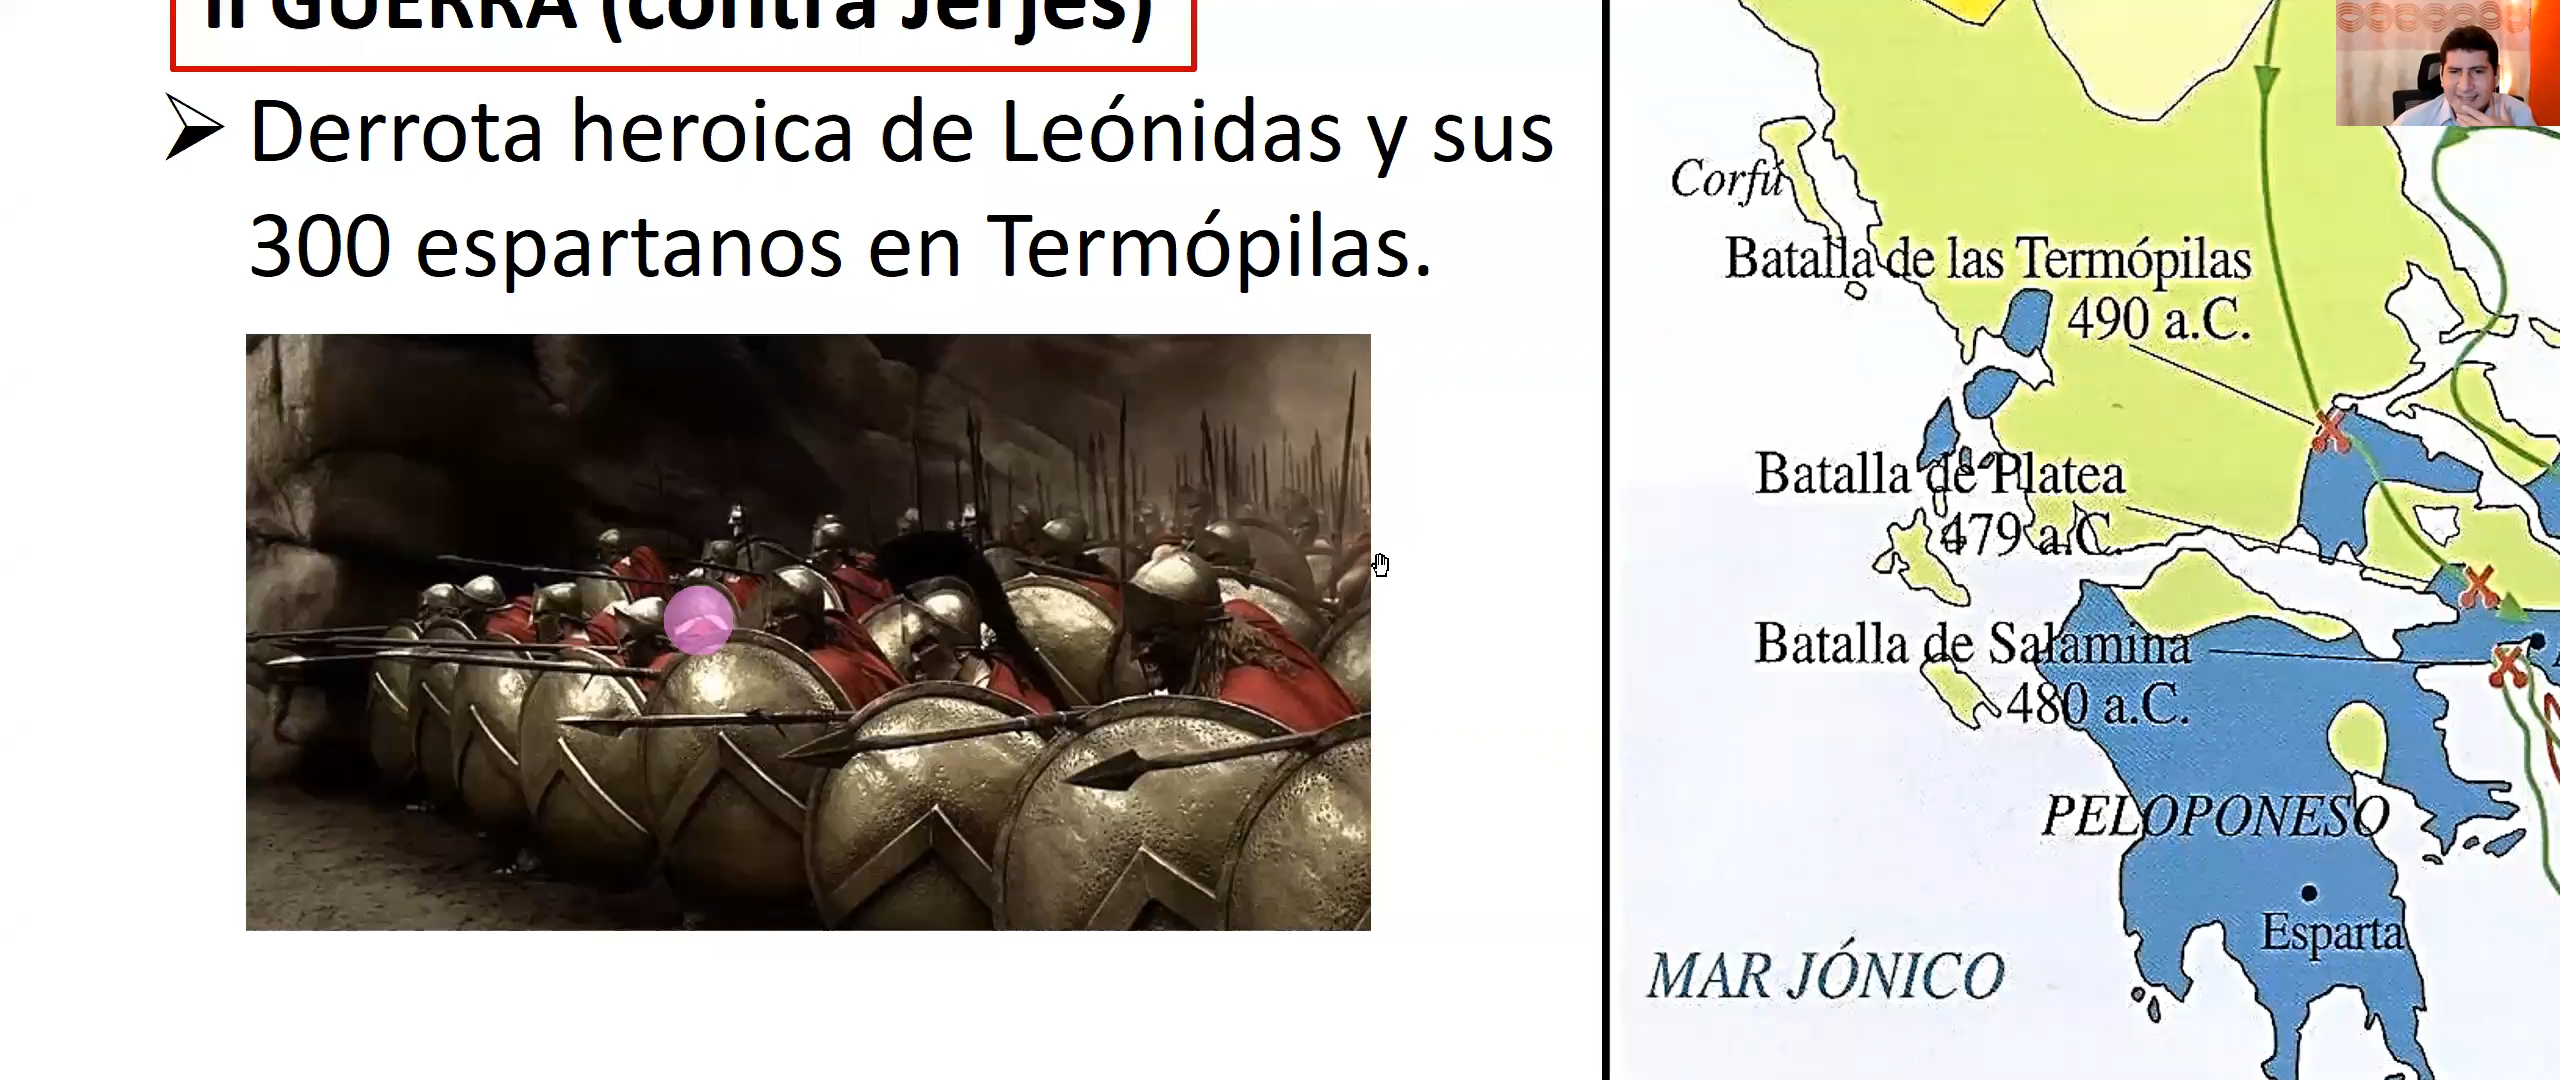 II GUERRA (contra Jerjes)
Derrota heroica de Leónidas y sus
300 espartanos en Termópilas.
Corfú
Batalla de las Termópilas
490 a.C.
Batalla de Platea
479 a.C.
Batalla de Salamina
480 a.C.
PELOPONESO
Esparta
MAR JÓNICO